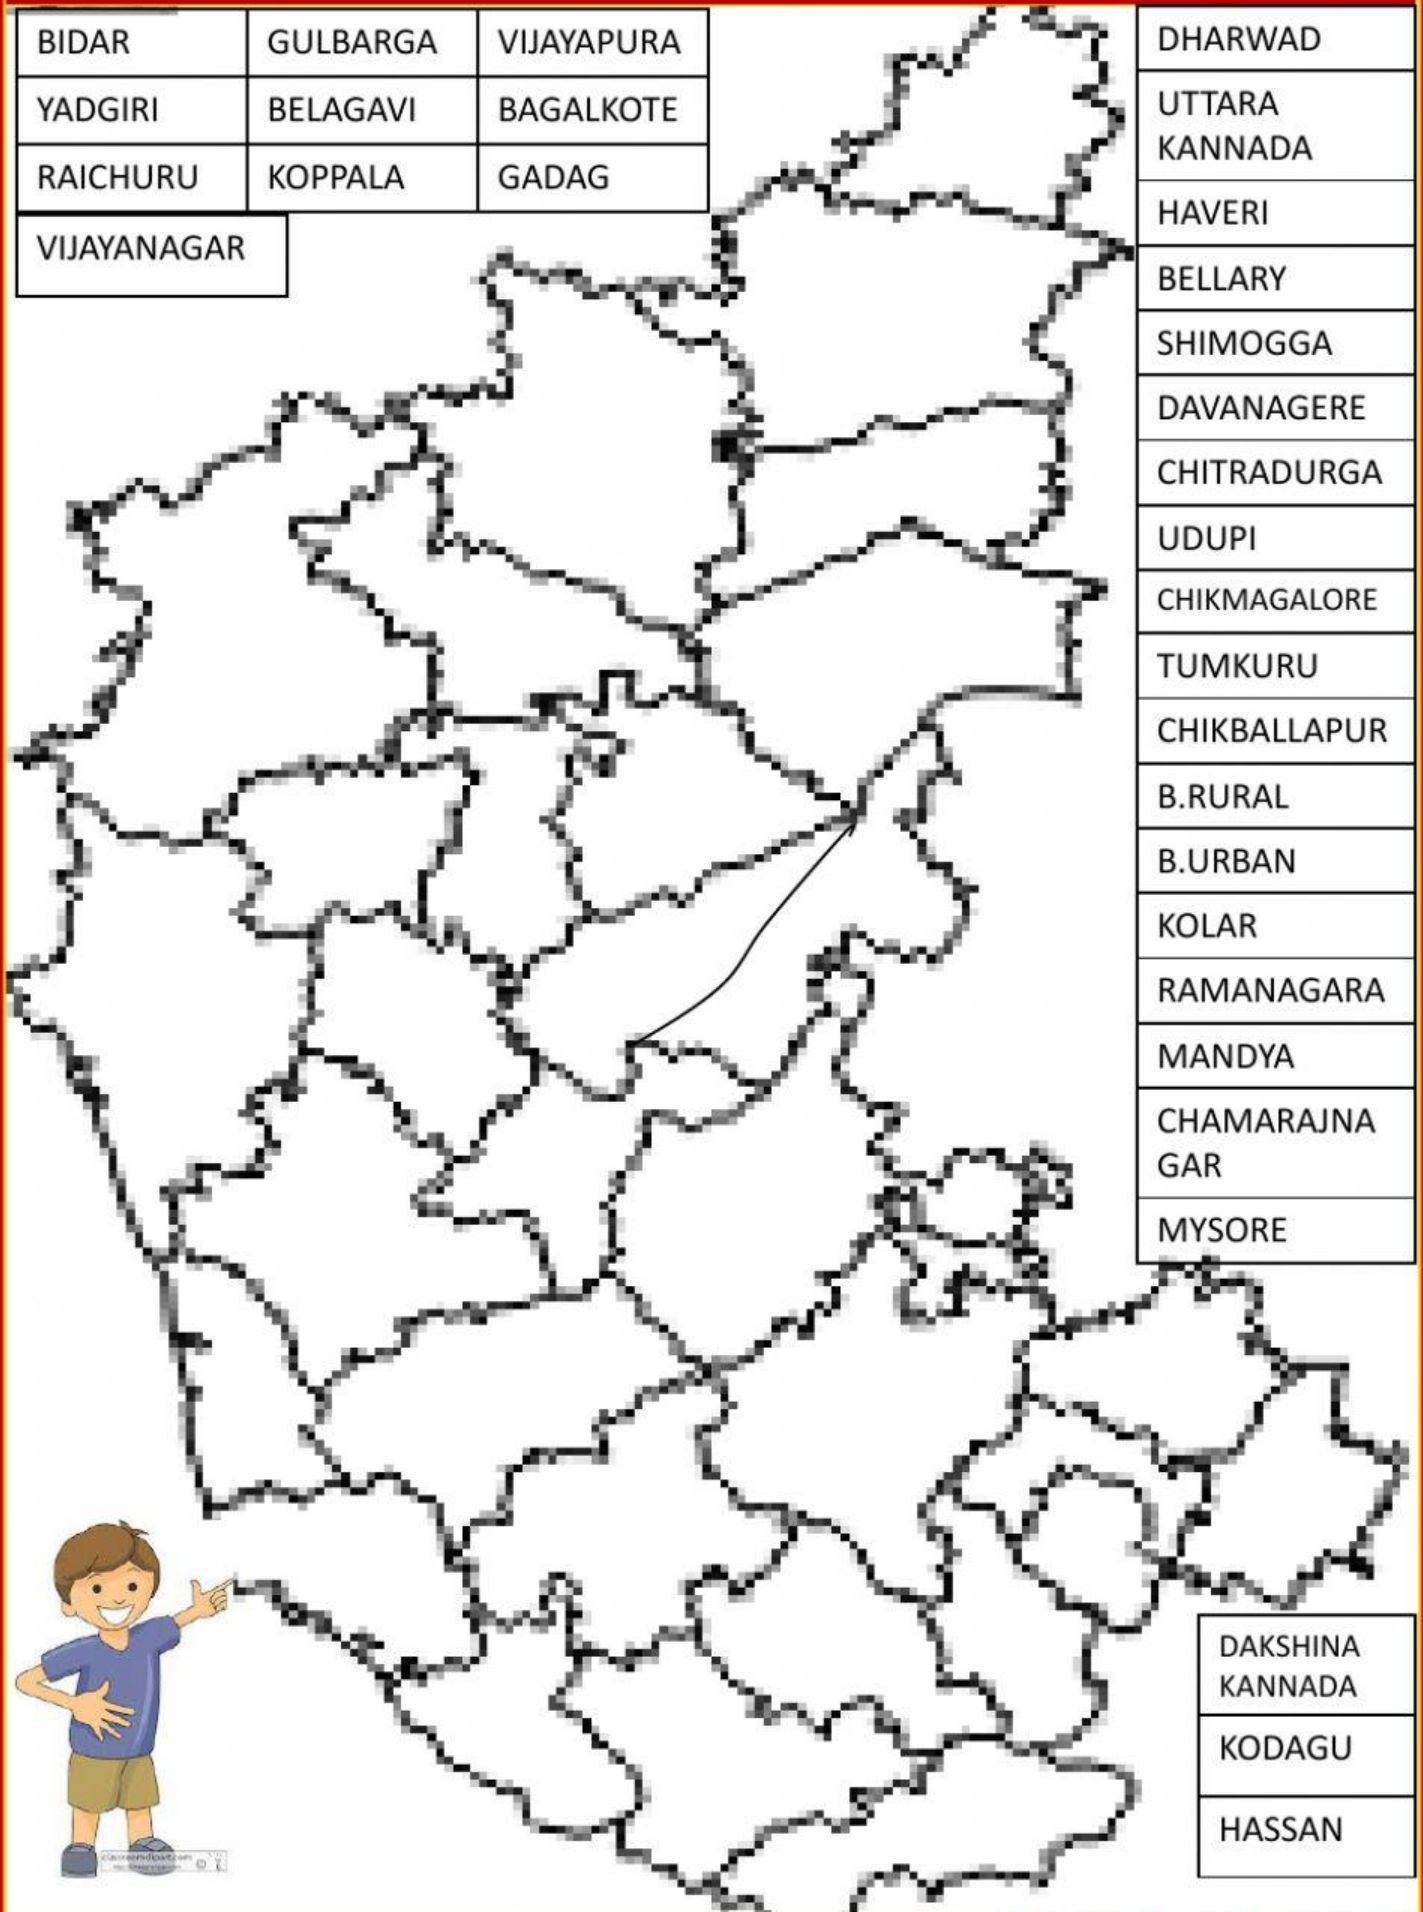 BIDAR GULBARGA VIJAYAPURA
YADGIRI BELAGAVI BAGALKOTE
RAICHURU KOPPALA GADAG
VIJAYANAGAR
DHARWAD
UTTARA
KANNADA
HAVERI
BELLARY
SHIMOGGA
DAVANAGERE
CHITRADURGA
UDUPI
CHIKMAGALORE
TUMKURU
CHIKBALLAPUR
B.RURAL
B.URBAN
KOLAR
RAMANAGARA
MANDYA
CHAMARAJNA
GAR
MYSORE
DAKSHINA
KANNADA
KODAGU
HASSAN